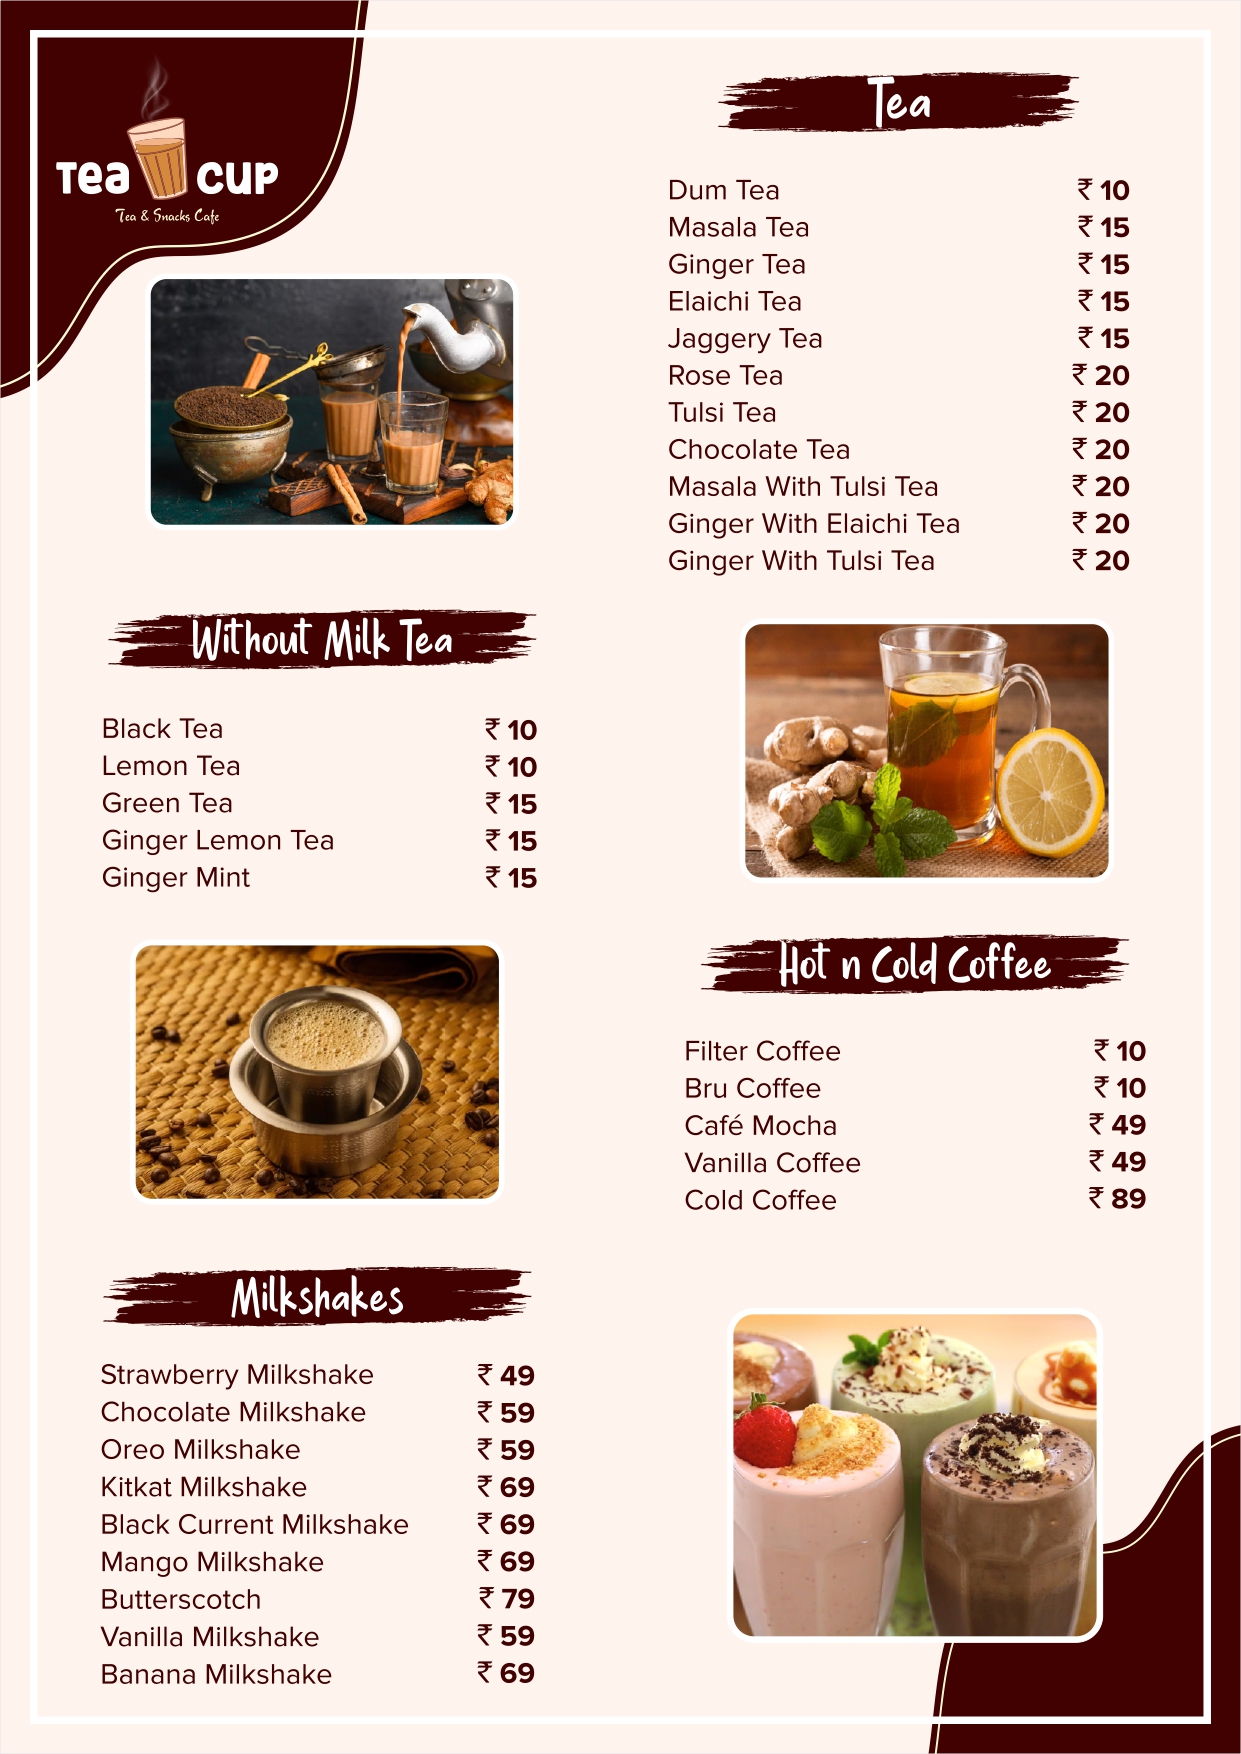 Tea Cup
Tea & Snacks Cafe
Tea
Dum Tea ₹ 10
Masala Tea ₹ 15
Ginger Tea ₹ 15
Elaichi Tea ₹ 15
Jaggery Tea ₹ 15
Rose Tea ₹ 20
Tulsi Tea ₹ 20
Chocolate Tea ₹ 20
Masala With Tulsi Tea ₹ 20
Ginger With Elaichi Tea ₹ 20
Ginger With Tulsi Tea ₹ 20
Without Milk Tea
Black Tea ₹ 10
Lemon Tea ₹ 10
Green Tea ₹ 15
Ginger Lemon Tea ₹ 15
Ginger Mint ₹ 15
Hot n Cold Coffee
Filter Coffee ₹ 10
Bru Coffee ₹ 10
Café Mocha ₹ 49
Vanilla Coffee ₹ 49
Cold Coffee ₹ 89
Milkshakes
Strawberry Milkshake ₹ 49
Chocolate Milkshake ₹ 59
Oreo Milkshake ₹ 59
Kitkat Milkshake ₹ 69
Black Current Milkshake ₹ 69
Mango Milkshake ₹ 69
Butterscotch ₹ 79
Vanilla Milkshake ₹ 59
Banana Milkshake ₹ 69